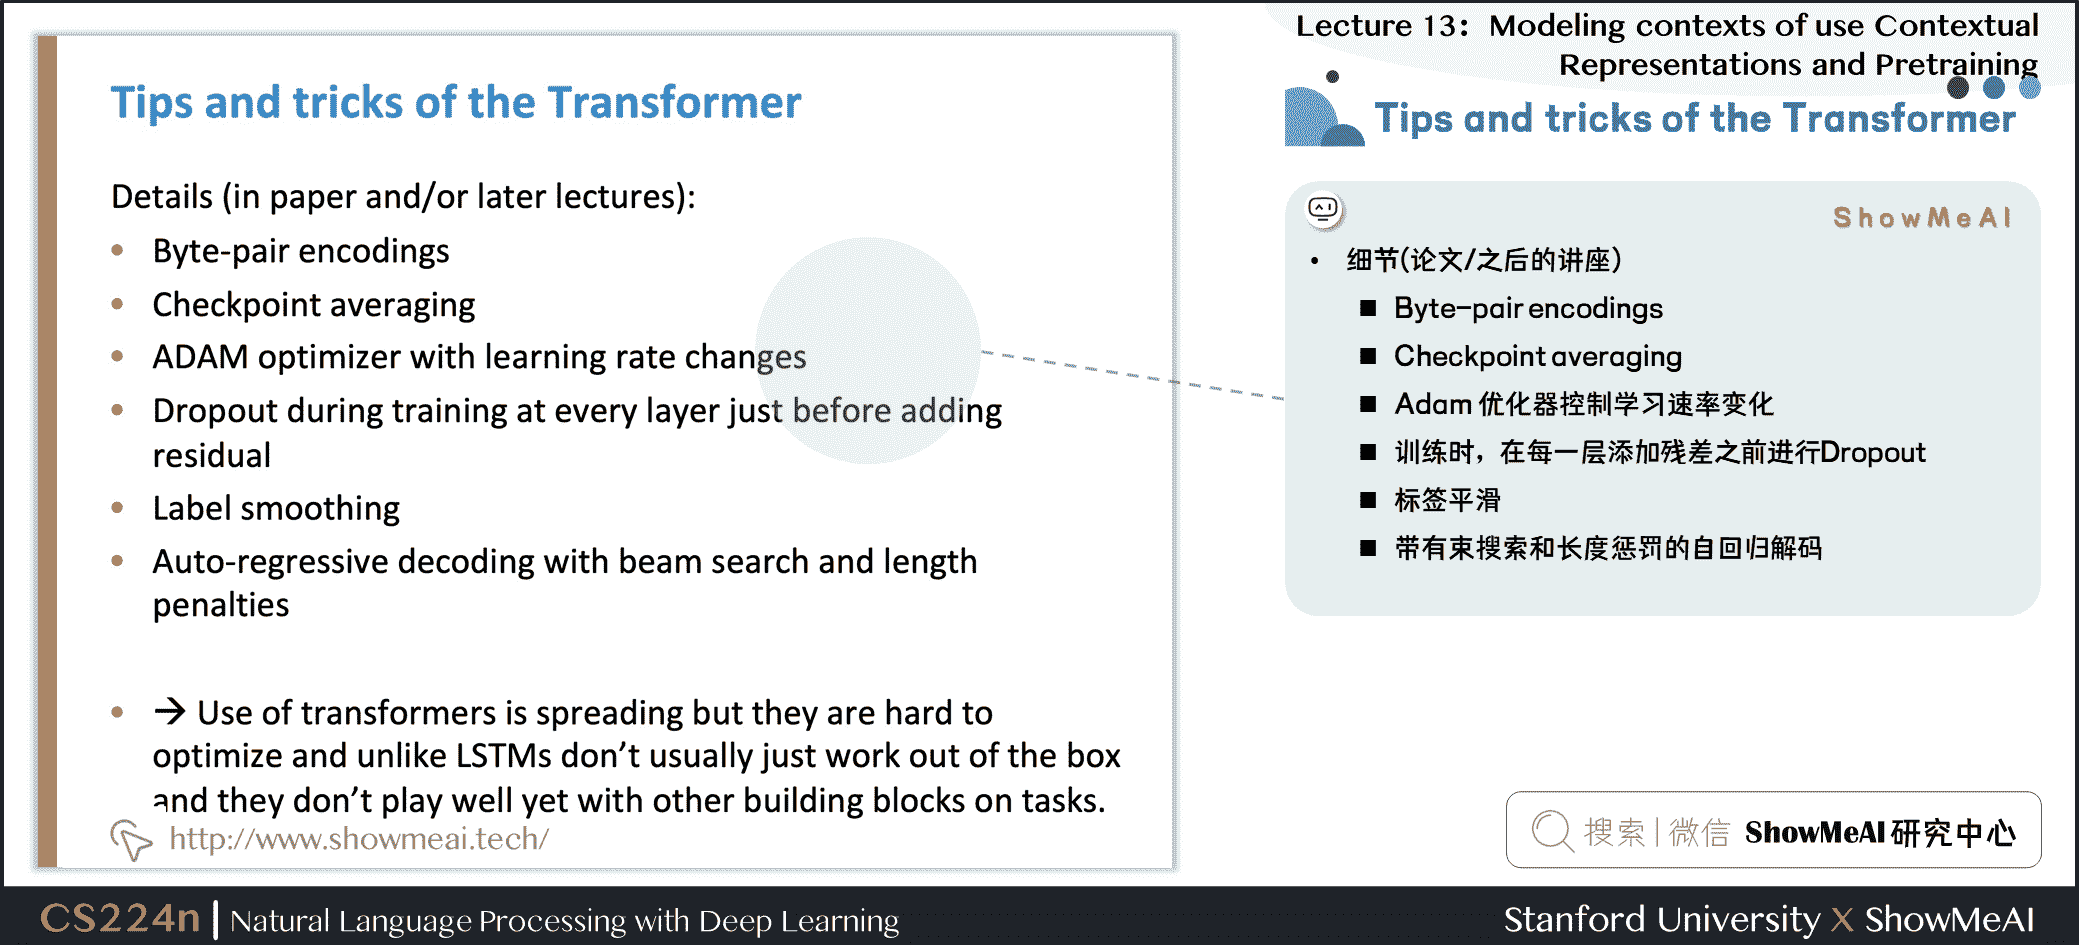 Lecture 13: Modeling contexts of use Contextual
Representations and Pretraining
Tips and tricks of the Transformer
Details (in paper and/or later lectures):
• Byte-pair encodings
• Checkpoint averaging
• ADAM optimizer with learning rate changes
• Dropout during training at every layer just before adding
residual
• Label smoothing
• Auto-regressive decoding with beam search and length
penalties
• → Use of transformers is spreading but they are hard to
optimize and unlike LSTMs don’t usually just work out of the box
and they don’t play well yet with other building blocks on tasks.
http://www.showmeai.tech/
Tips and tricks of the Transformer
ShowMeAI
• 细节(论文/之后的讲座)
■ Byte-pair encodings
■ Checkpoint averaging
■ Adam 优化器控制学习速率变化
■ 训练时，在每一层添加残差之前进行Dropout
■ 标签平滑
■ 带有束搜索和长度惩罚的自回归解码
搜索 | 微信 ShowMeAI 研究中心
CS224n | Natural Language Processing with Deep Learning
Stanford University X ShowMeAI